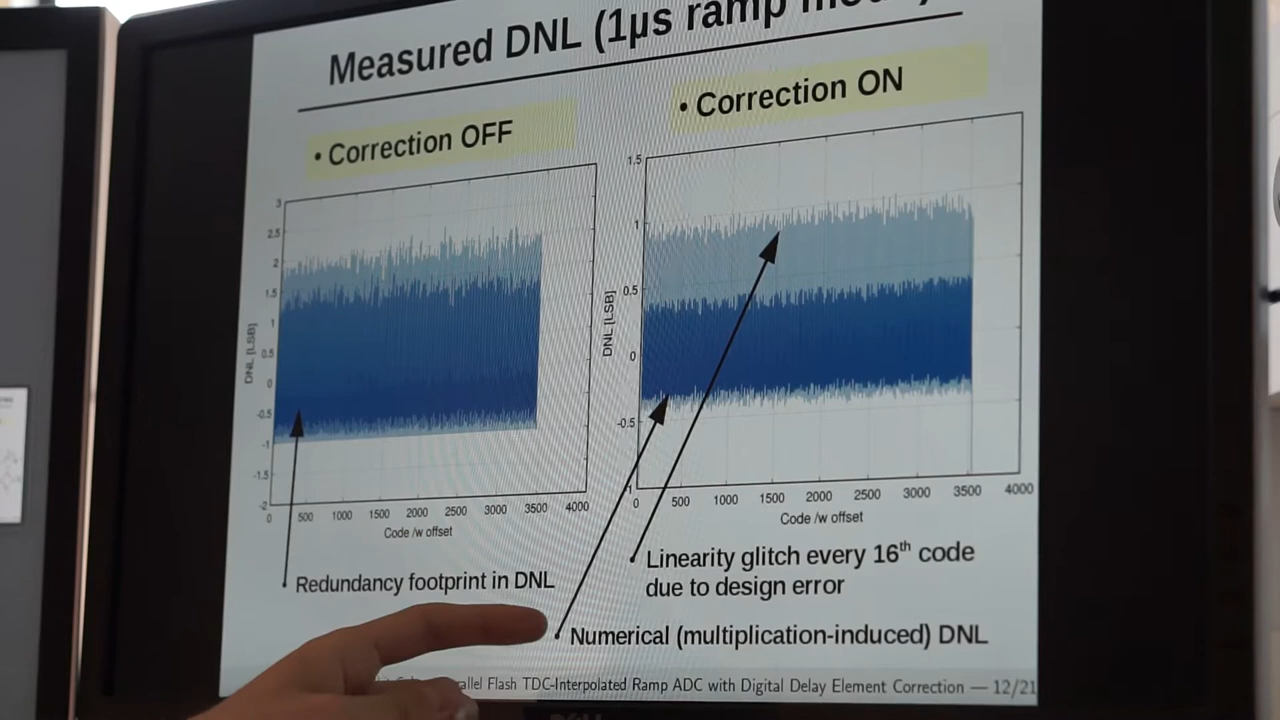 Measured DNL (1μs ramp
• Correction OFF
• Correction ON
3
2.5
2
1.5
1
0.5
0
-0.5
-1
-1.5
-2
DNL [LSB]
0 500 1000 1500 2000 2500 3000 3500 4000
Code /w offset
1.5
1
0.5
0
-0.5
DNL [LSB]
0 500 1000 1500 2000 2500 3000 3500 4000
Code /w offset
Redundancy footprint in DNL
Linearity glitch every 16th code
due to design error
Numerical (multiplication-induced) DNL
Flash TDC-Interpolated Ramp ADC with Digital Delay Element Correction — 12/21